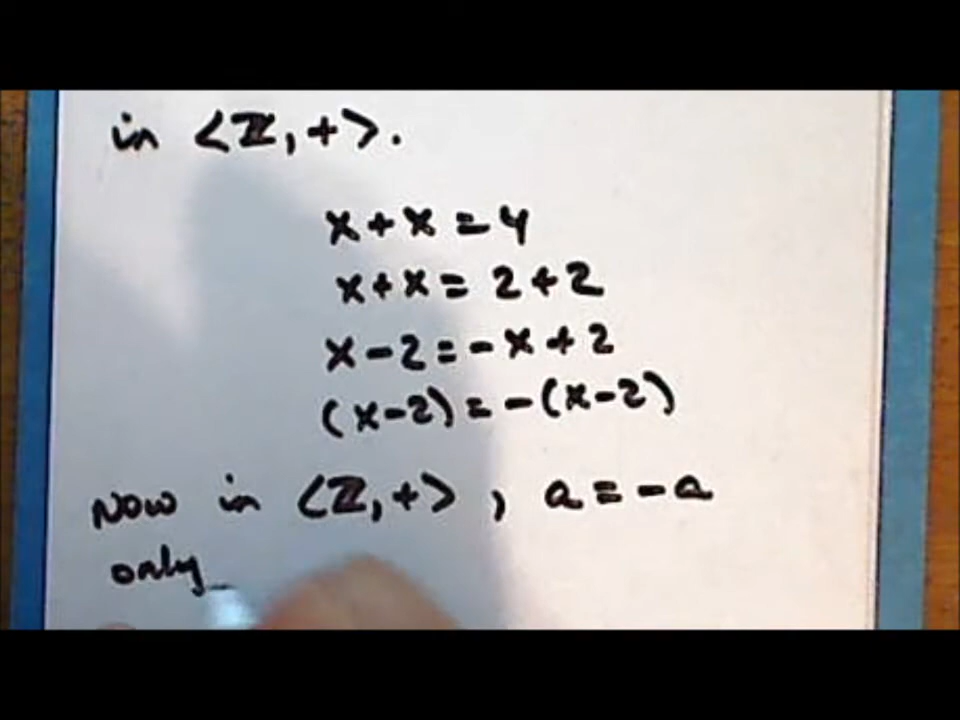 in <ℤ, +>.
x + x = 4
x + x = 2 + 2
x - 2 = - x + 2
(x - 2) = - (x - 2)
Now in <ℤ, +> , a = - a
only